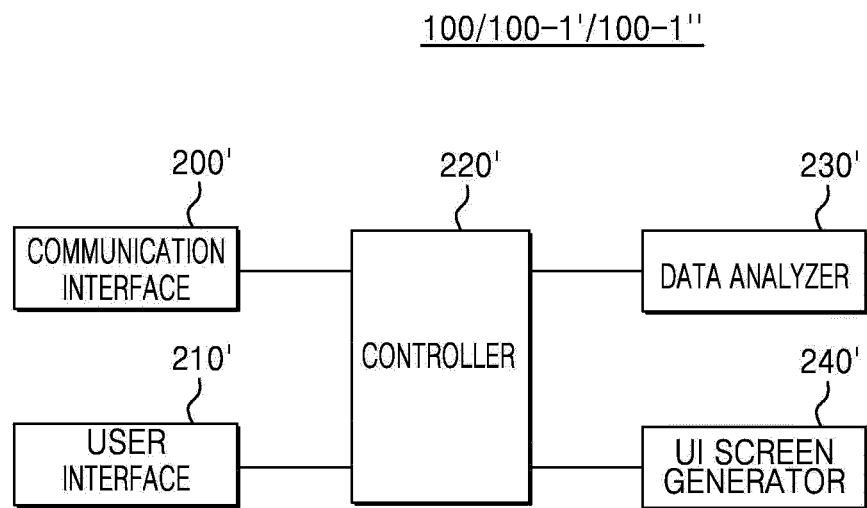 100/100-1'/100-1''
200'
220'
230'
COMMUNICATION
INTERFACE
DATA ANALYZER
CONTROLLER
210'
240'
USER
INTERFACE
UI SCREEN
GENERATOR